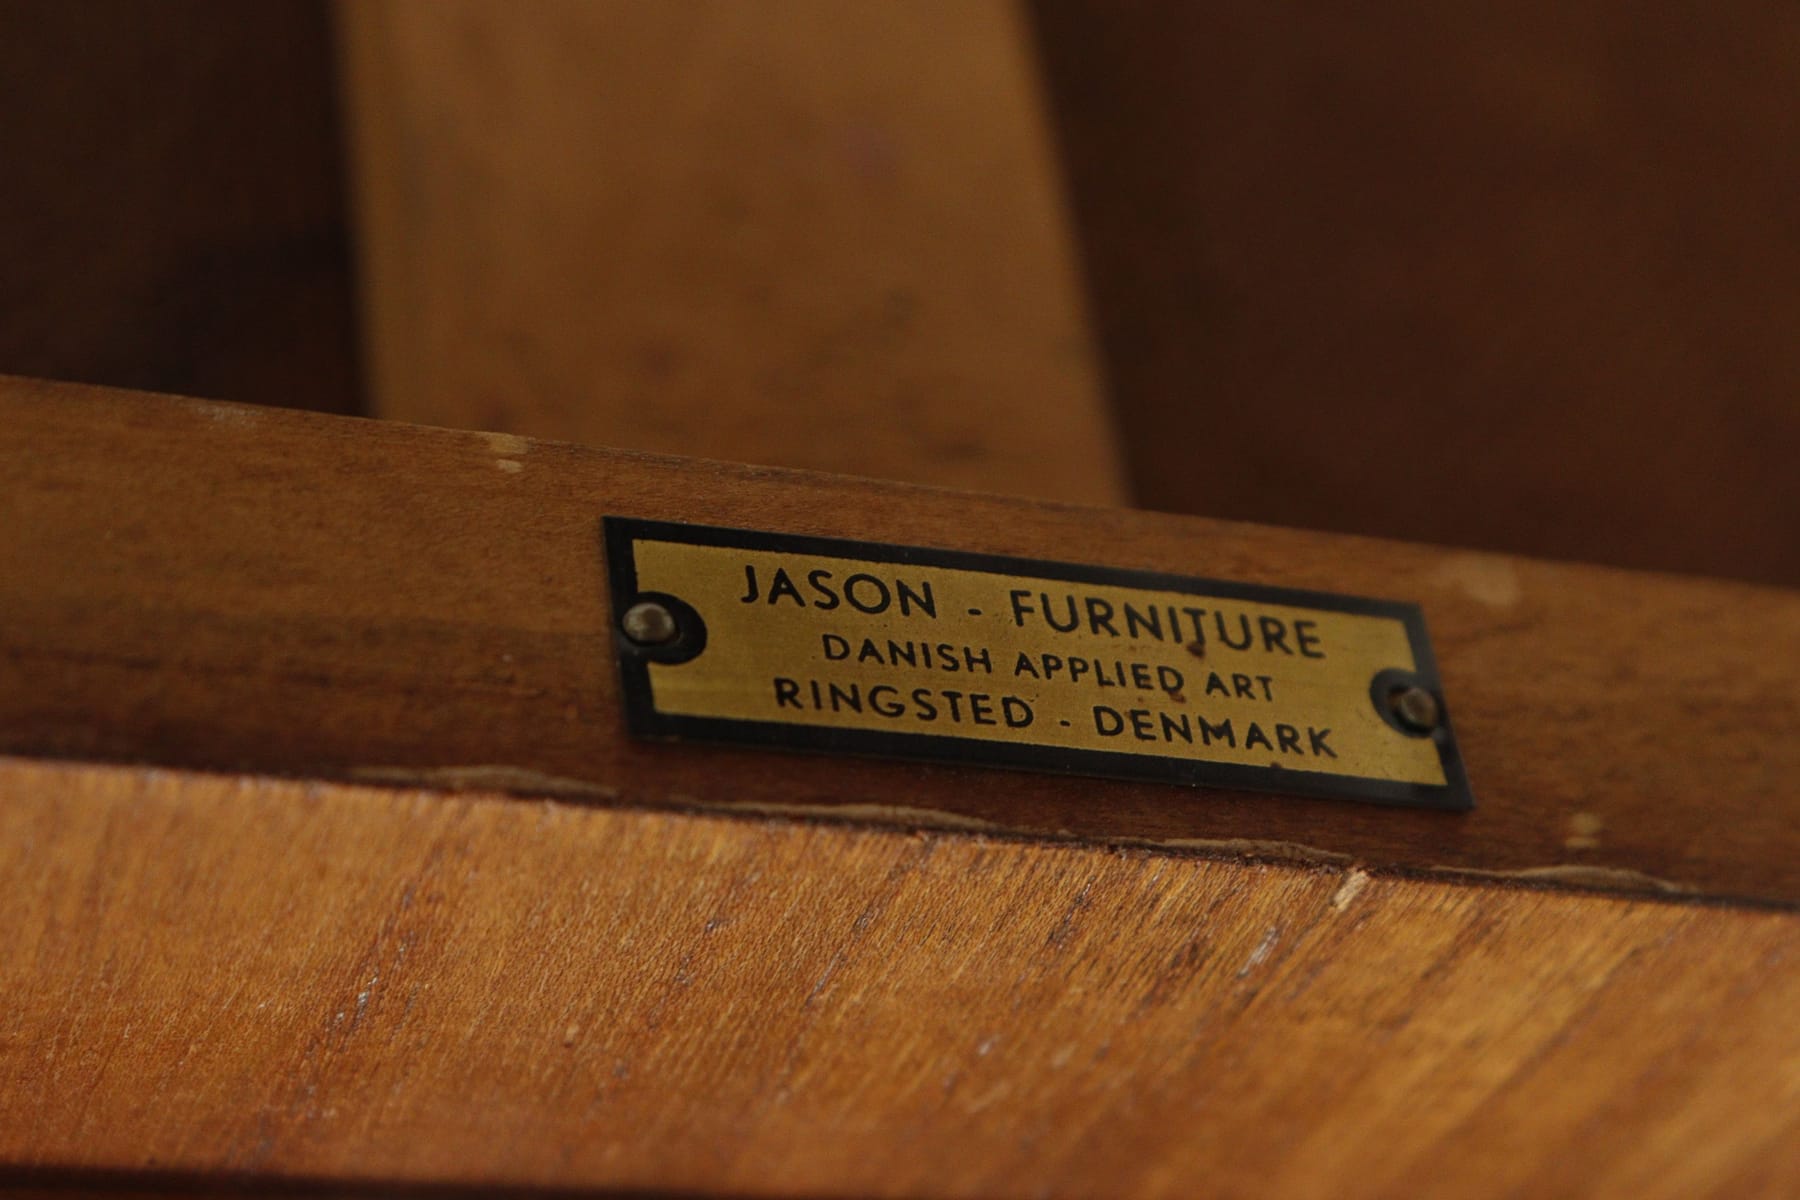 JASON - FURNITURE
DANISH APPLIED ART
RINGSTED - DENMARK